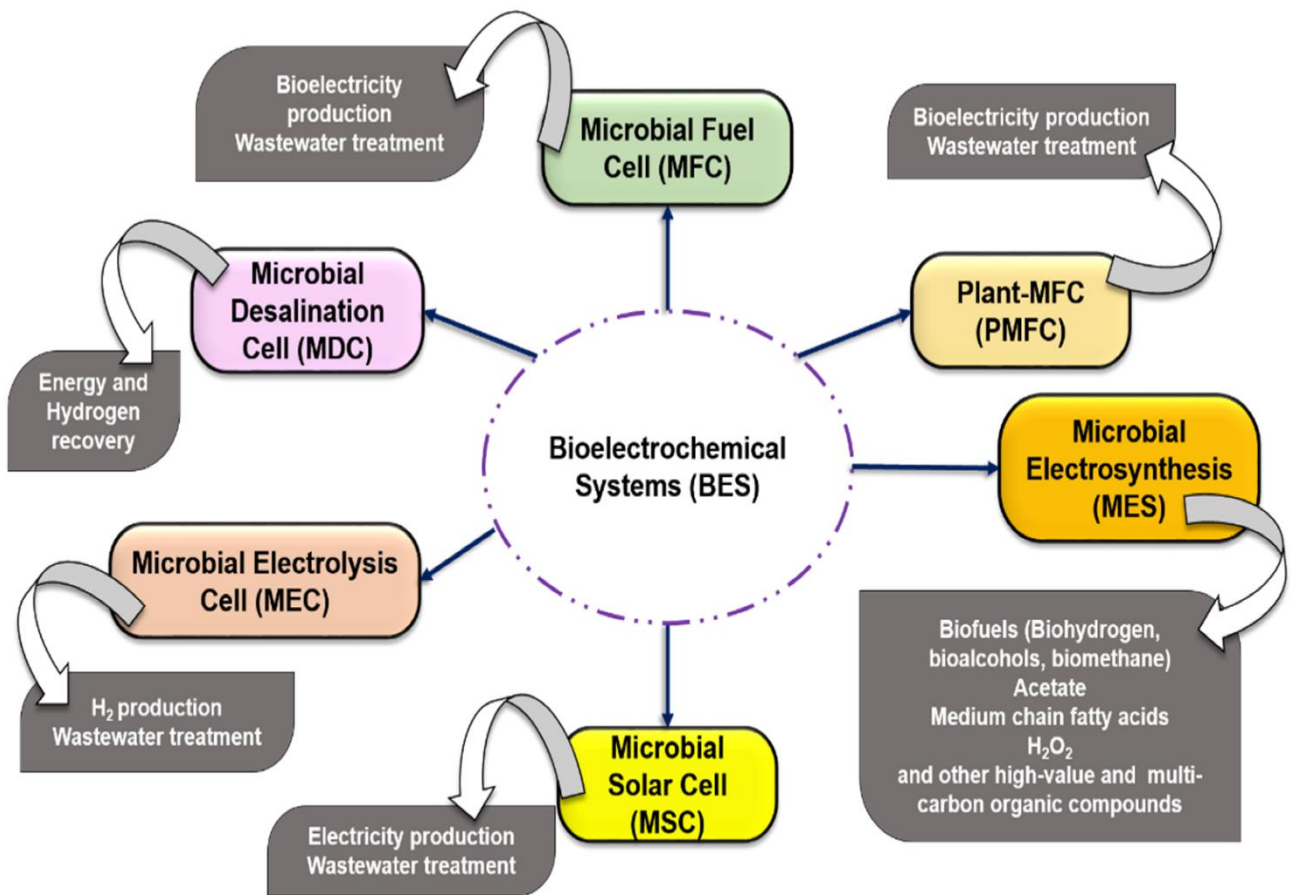 Bioelectricity
production
Wastewater treatment
Microbial Fuel
Cell (MFC)
Bioelectricity production
Wastewater treatment
Microbial
Desalination
Cell (MDC)
Plant-MFC
(PMFC)
Energy and
Hydrogen
recovery
Bioelectrochemical
Systems (BES)
Microbial
Electrosynthesis
(MES)
Microbial Electrolysis
Cell (MEC)
Biofuels (Biohydrogen,
bioalcohols, biomethane)
Acetate
Medium chain fatty acids
H₂O₂
and other high-value and multi-
carbon organic compounds
H₂ production
Wastewater treatment
Microbial
Solar Cell
(MSC)
Electricity production
Wastewater treatment